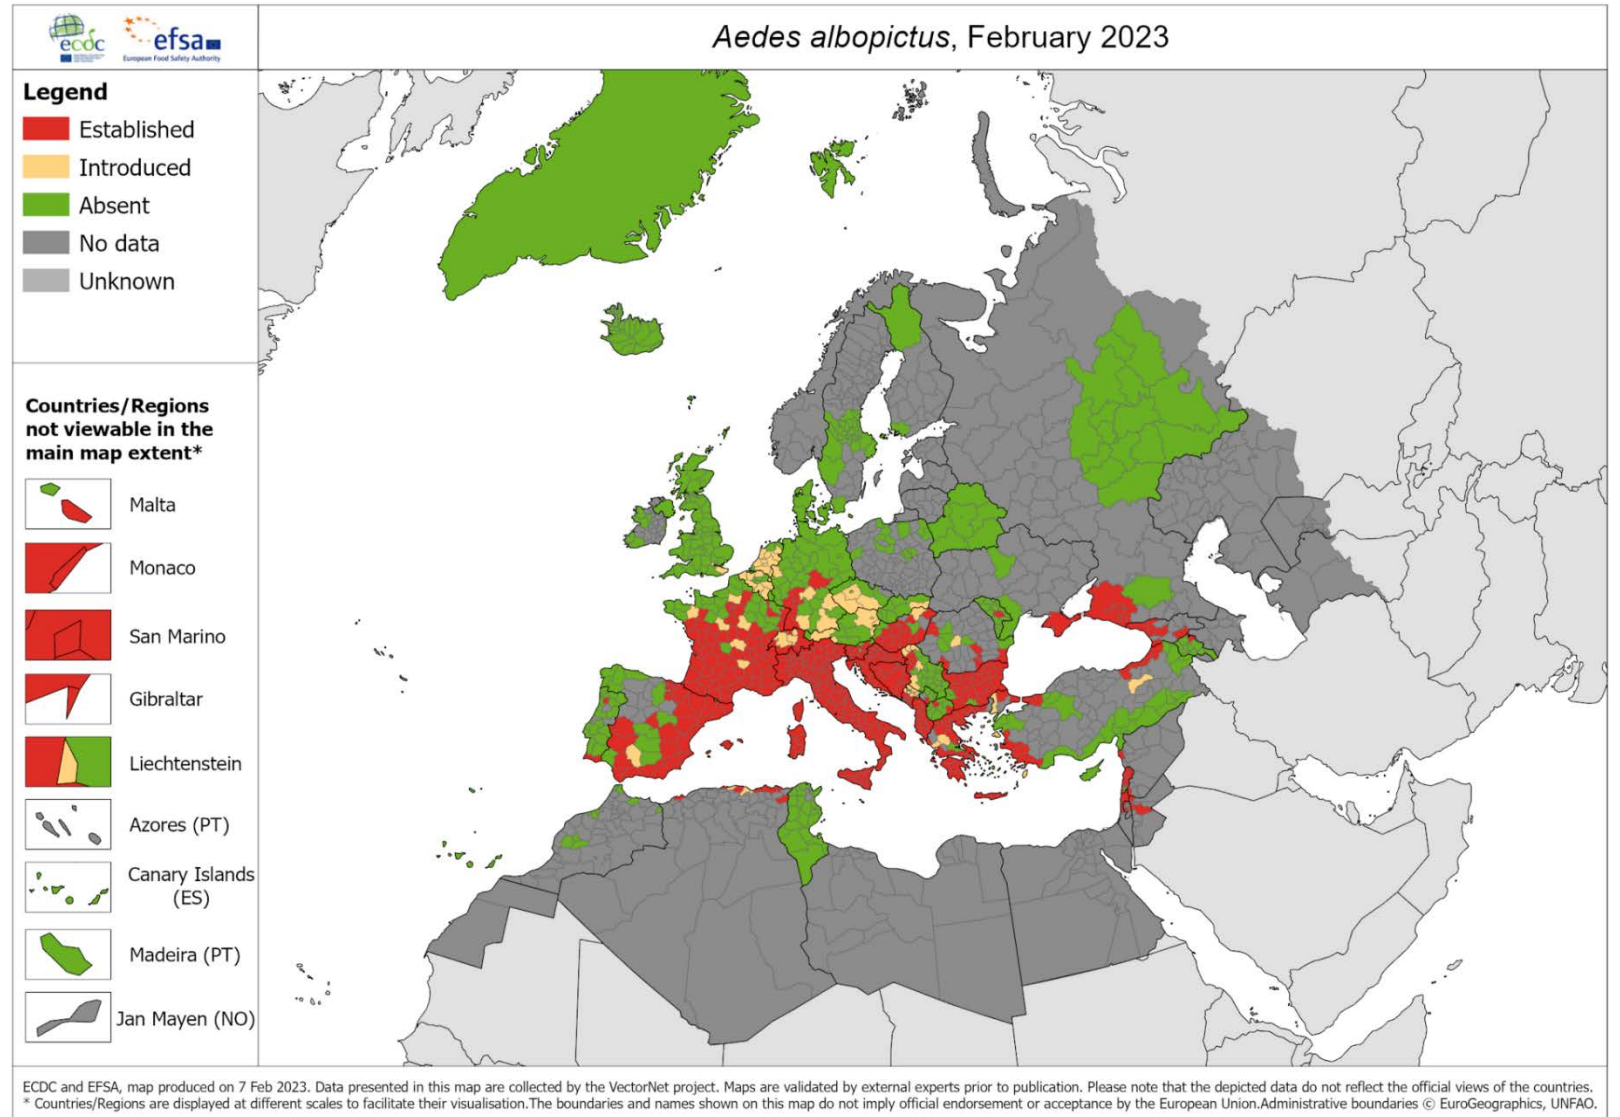 ecdc
efsa
European Food Safety Authority
Aedes albopictus, February 2023
Legend
Established
Introduced
Absent
No data
Unknown
Countries/Regions
not viewable in the
main map extent*
Malta
Monaco
San Marino
Gibraltar
Liechtenstein
Azores (PT)
Canary Islands
(ES)
Madeira (PT)
Jan Mayen (NO)
ECDC and EFSA, map produced on 7 Feb 2023. Data presented in this map are collected by the VectorNet project. Maps are validated by external experts prior to publication. Please note that the depicted data do not reflect the official views of the countries.
* Countries/Regions are displayed at different scales to facilitate their visualisation.The boundaries and names shown on this map do not imply official endorsement or acceptance by the European Union.Administrative boundaries © EuroGeographics, UNFAO.